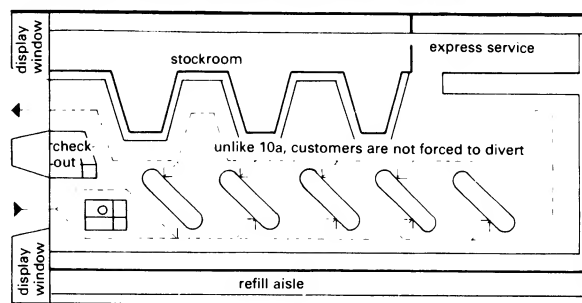 display
window
stockroom
express service
check-
out
unlike 10a, customers are not forced to divert
display
window
refill aisle